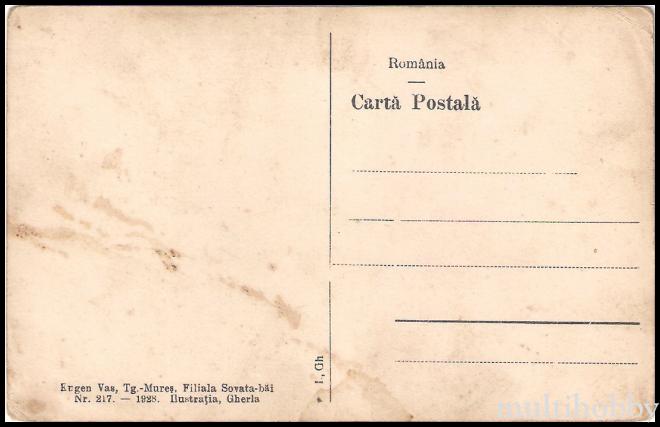 România
Cartă Postală
I, Gh
Eugen Vas, Tg.-Mureș. Filiala Sovata-băi
Nr. 217. — 1928. Ilustrația, Gherla
multihobby